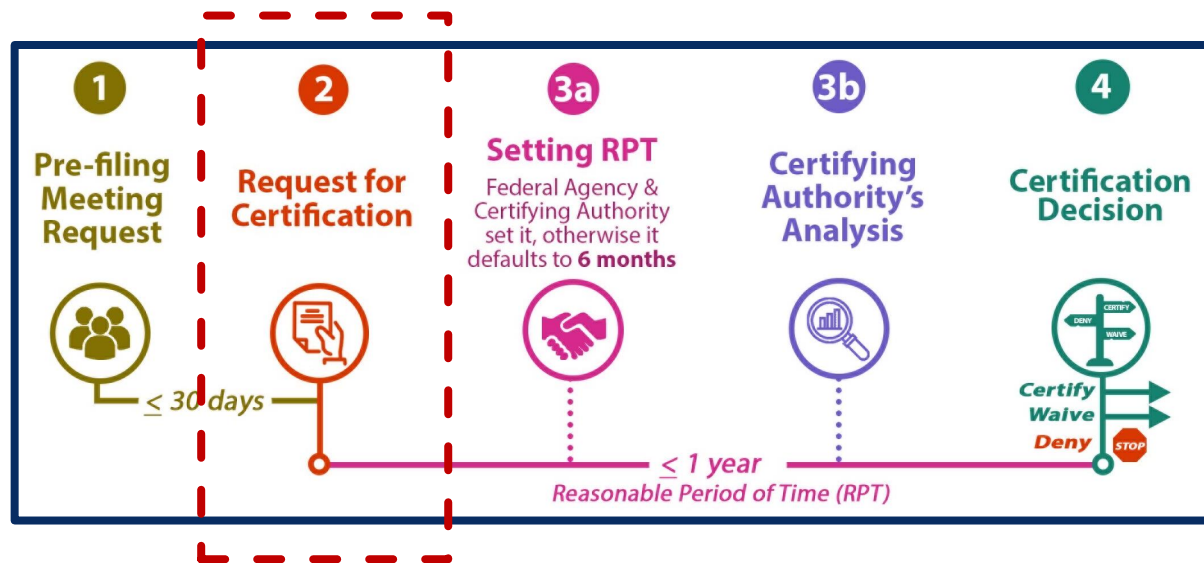 1
Pre-filing
Meeting
Request
≤ 30 days
2
Request for
Certification
3a
Setting RPT
Federal Agency &
Certifying Authority
set it, otherwise it
defaults to 6 months
3b
Certifying
Authority's
Analysis
4
Certification
Decision
CERTIFY
DENY
WAIVE
Certify
Waive
Deny
STOP
≤ 1 year
Reasonable Period of Time (RPT)